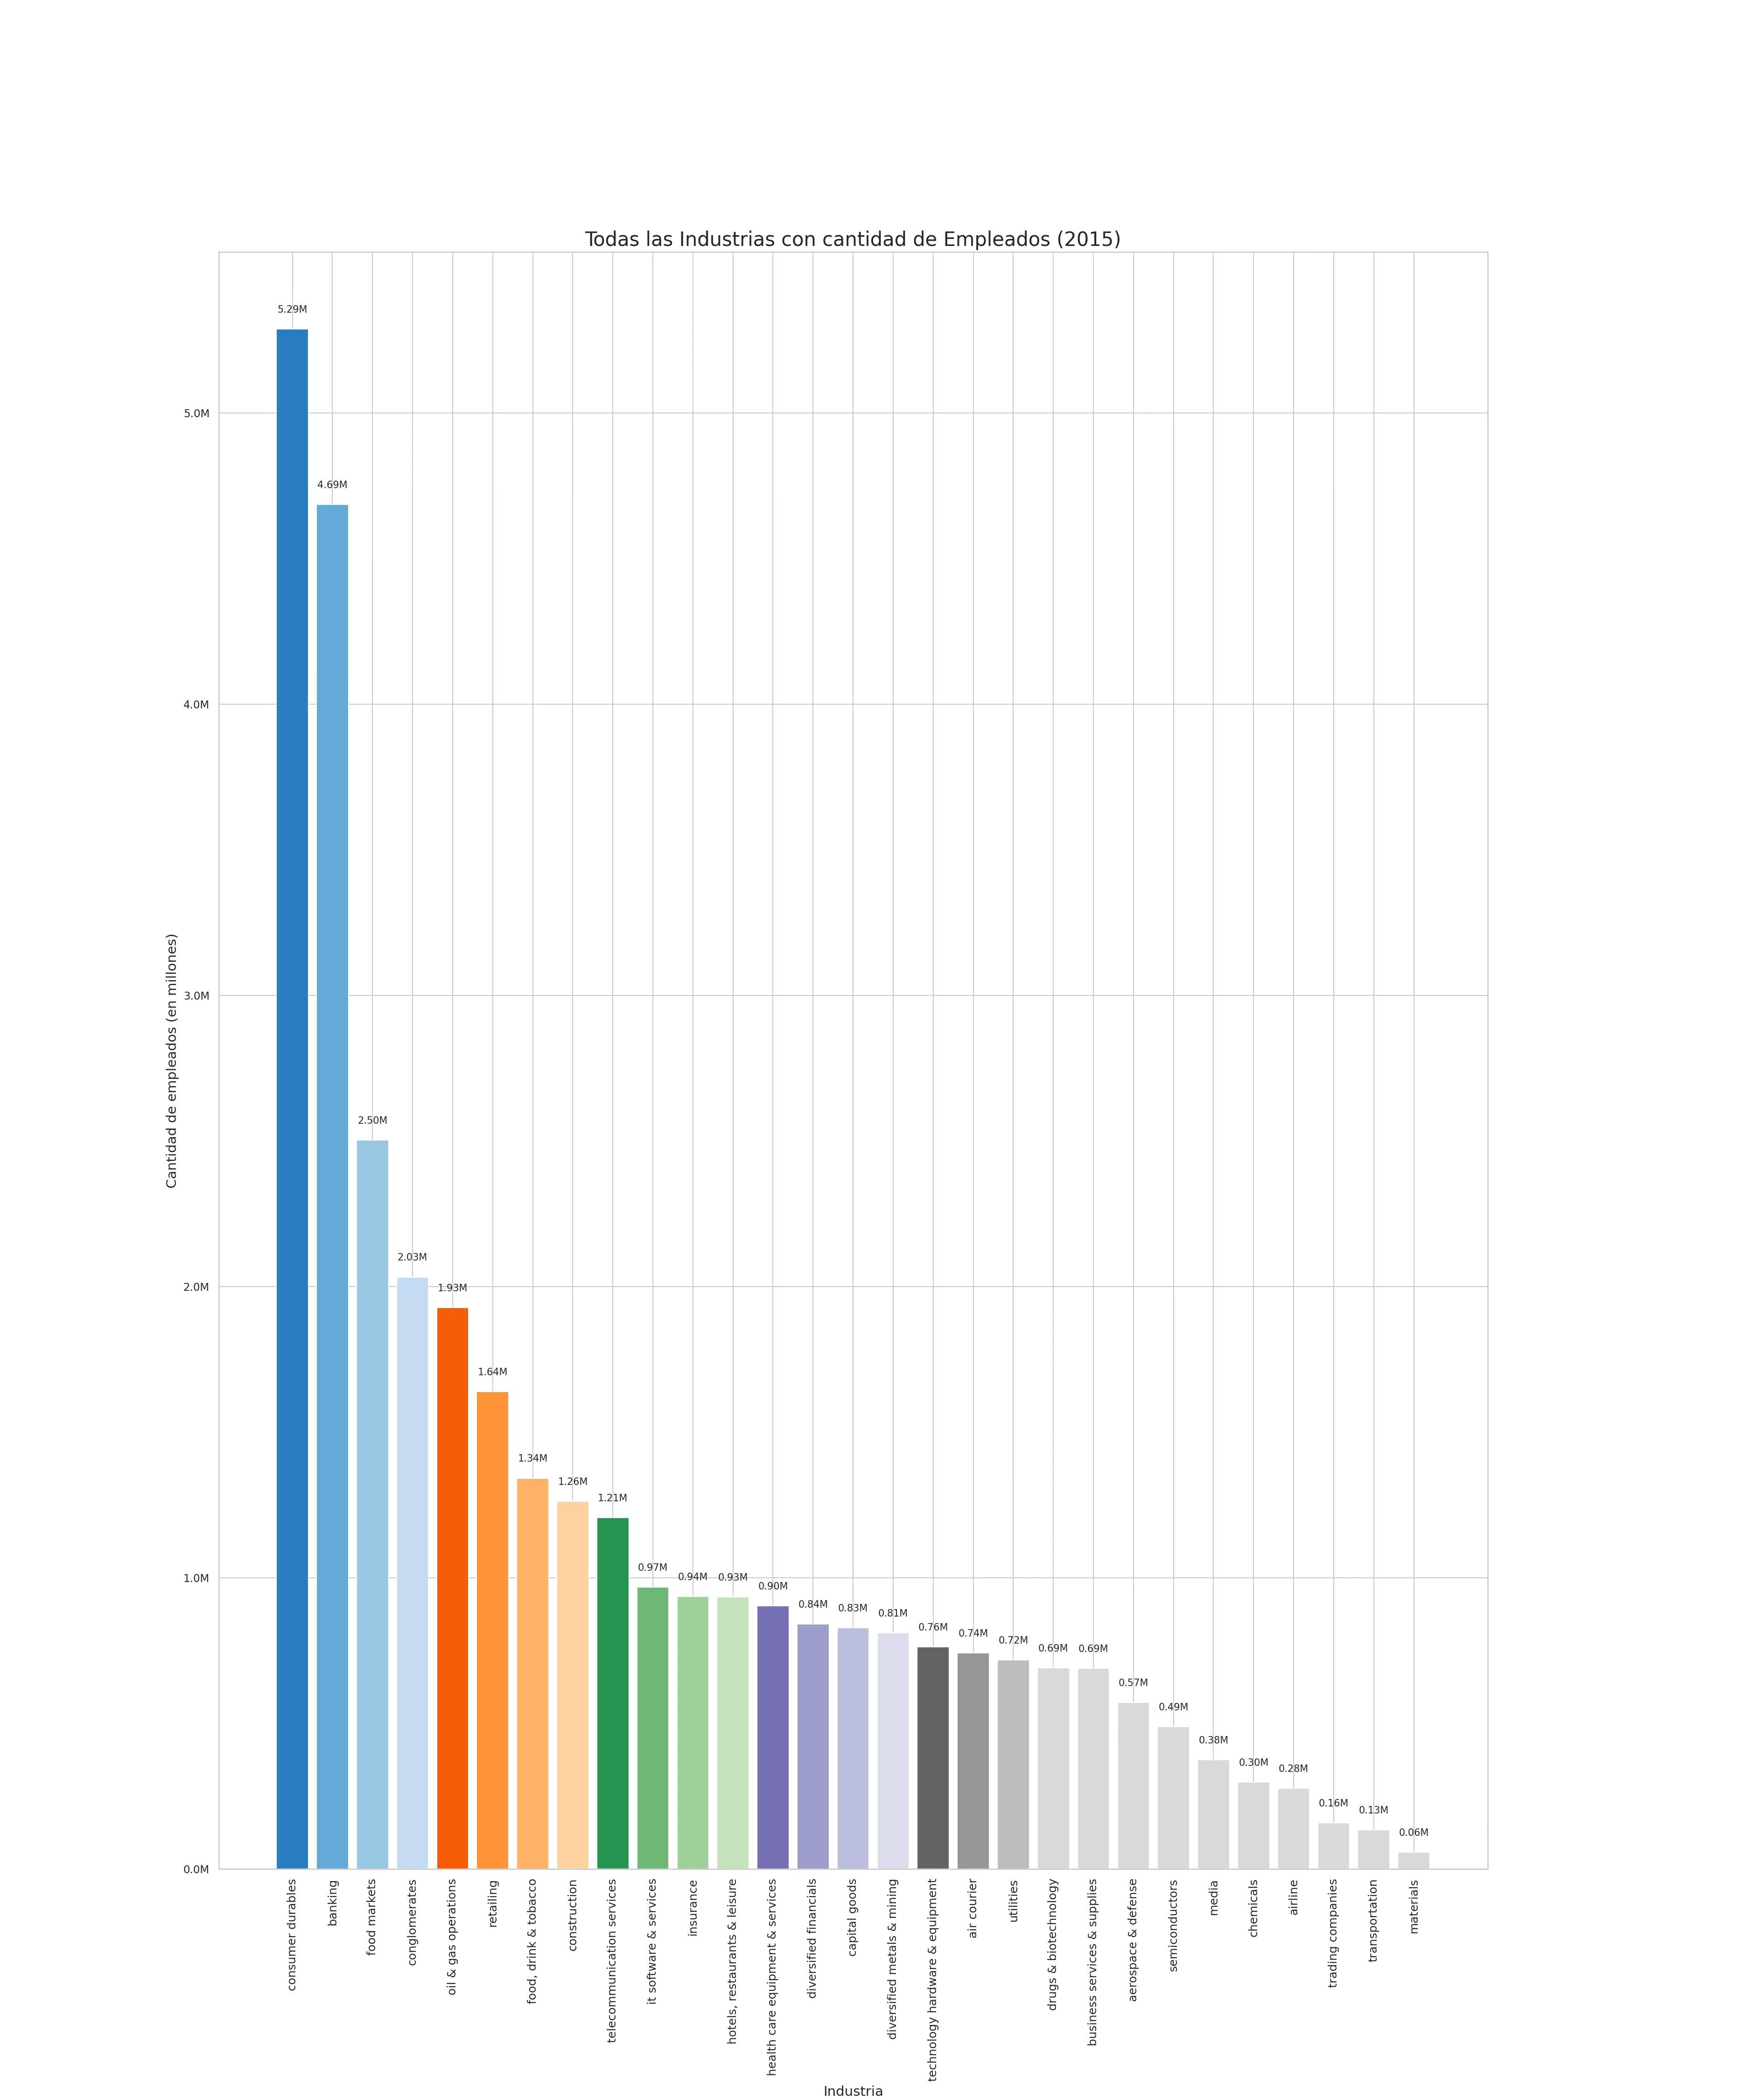 Todas las Industrias con cantidad de Empleados (2015)
Cantidad de empleados (en millones)
5.0M
4.0M
3.0M
2.0M
1.0M
0.0M
5.29M
4.69M
2.50M
2.03M
1.93M
1.64M
1.34M
1.26M
1.21M
0.97M
0.94M
0.93M
0.90M
0.84M
0.83M
0.81M
0.76M
0.74M
0.72M
0.69M
0.69M
0.57M
0.49M
0.38M
0.30M
0.28M
0.16M
0.13M
0.06M
consumer durables
banking
food markets
conglomerates
oil & gas operations
retailing
food, drink & tobacco
construction
telecommunication services
it software & services
insurance
hotels, restaurants & leisure
health care equipment & services
diversified financials
capital goods
diversified metals & mining
technology hardware & equipment
air courier
utilities
drugs & biotechnology
business services & supplies
aerospace & defense
semiconductors
media
chemicals
airline
trading companies
transportation
materials
Industria